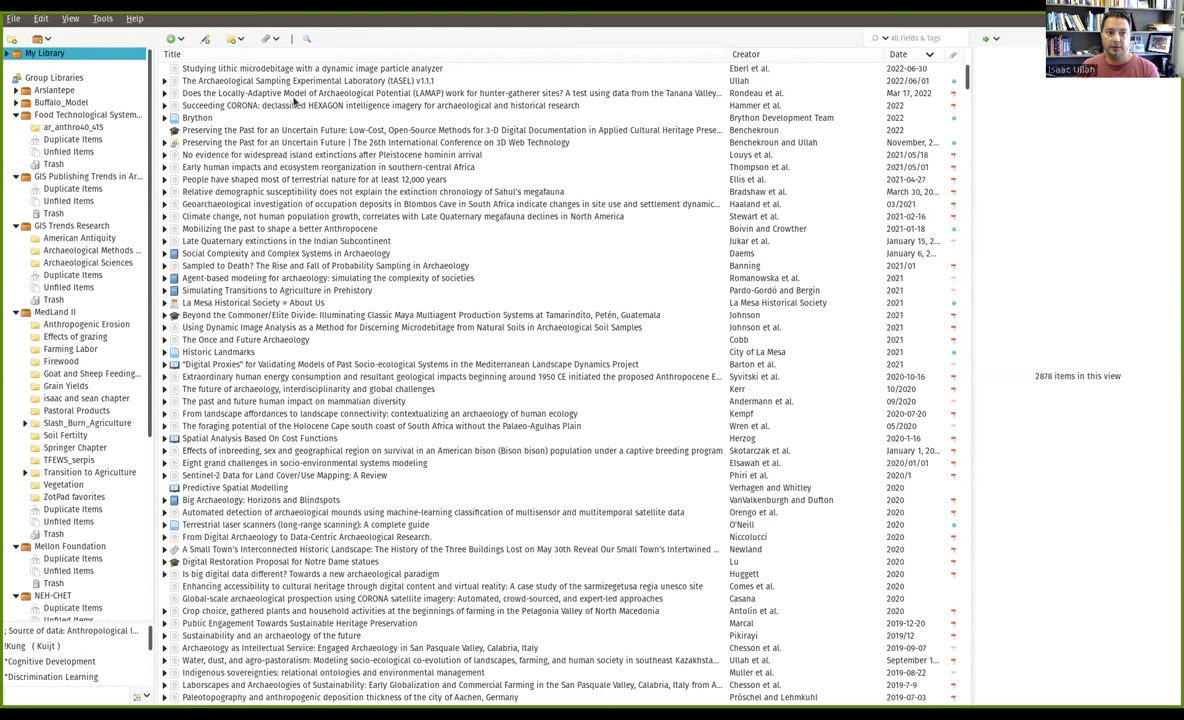 File Edit View Tools Help
All Fields & Tags
My Library
Title Creator Date
Group Libraries
Arslantepe
Buffalo_Model
Food Technological System...
ar_anthro40_415
Duplicate Items
Unfiled Items
Trash
GIS Publishing Trends in Ar...
Duplicate Items
Unfiled Items
Trash
GIS Trends Research
American Antiquity
Archaeological Methods ...
Archaeological Sciences
Duplicate Items
Unfiled Items
Trash
MedLand II
Anthropogenic Erosion
Effects of grazing
Farming Labor
Firewood
Goat and Sheep Feeding...
Grain Yields
isaac and sean chapter
Pastoral Products
Slash_Burn_Agriculture
Soil Fertility
Springer Chapter
TFEWS_serpis
Transition to Agriculture
Vegetation
ZotPad favorites
Duplicate Items
Unfiled Items
Trash
Mellon Foundation
Duplicate Items
Unfiled Items
Trash
NEH-CHET
Duplicate Items
Unfiled Items
; Source of data: Anthropological I...
!Kung ( Kuijt )
*Cognitive Development
*Discrimination Learning
Studying lithic microdebitage with a dynamic image particle analyzer Eberl et al. 2022-06-30
The Archaeological Sampling Experimental Laboratory (tASEL) v1.1.1 Ullah 2022/06/01
Does the Locally-Adaptive Model of Archaeological Potential (LAMAP) work for hunter-gatherer sites? A test using data from the Tanana Valley... Rondeau et al. Mar 17, 2022
Succeeding CORONA: declassified HEXAGON intelligence imagery for archaeological and historical research Hammer et al. 2022
Brython Brython Development Team 2022
Preserving the Past for an Uncertain Future: Low-Cost, Open-Source Methods for 3-D Digital Documentation in Applied Cultural Heritage Prese... Benchekroun 2022
Preserving the Past for an Uncertain Future | The 26th International Conference on 3D Web Technology Benchekroun and Ullah November, 2...
No evidence for widespread island extinctions after Pleistocene hominin arrival Louys et al. 2021/05/18
Early human impacts and ecosystem reorganization in southern-central Africa Thompson et al. 2021/05/01
People have shaped most of terrestrial nature for at least 12,000 years Ellis et al. 2021-04-27
Relative demographic susceptibility does not explain the extinction chronology of Sahul's megafauna Bradshaw et al. March 30, 20...
Geoarchaeological investigation of occupation deposits in Blombos Cave in South Africa indicate changes in site use and settlement dynamic... Haaland et al. 03/2021
Climate change, not human population growth, correlates with Late Quaternary megafauna declines in North America Stewart et al. 2021-02-16
Mobilizing the past to shape a better Anthropocene Boivin and Crowther 2021-01-18
Late Quaternary extinctions in the Indian Subcontinent Jukar et al. January 15, 2...
Social Complexity and Complex Systems in Archaeology Daems January 6, 2...
Sampled to Death? The Rise and Fall of Probability Sampling in Archaeology Banning 2021/01
Agent-based modeling for archaeology: simulating the complexity of societies Romanowska et al. 2021
Simulating Transitions to Agriculture in Prehistory Pardo-Gordó and Bergin 2021
La Mesa Historical Society » About Us La Mesa Historical Society 2021
Beyond the Commoner/Elite Divide: Illuminating Classic Maya Multiagent Production Systems at Tamarindito, Petén, Guatemala Johnson 2021
Using Dynamic Image Analysis as a Method for Discerning Microdebitage from Natural Soils in Archaeological Soil Samples Johnson et al. 2021
The Once and Future Archaeology Cobb 2021
Historic Landmarks City of La Mesa 2021
"Digital Proxies" for Validating Models of Past Socio-ecological Systems in the Mediterranean Landscape Dynamics Project Barton et al. 2021
Extraordinary human energy consumption and resultant geological impacts beginning around 1950 CE initiated the proposed Anthropocene E... Syvitski et al. 2020-10-16
The future of archaeology, interdisciplinarity and global challenges Kerr 10/2020
The past and future human impact on mammalian diversity Andermann et al. 09/2020
From landscape affordances to landscape connectivity: contextualizing an archaeology of human ecology Kempf 2020-07-20
The foraging potential of the Holocene Cape south coast of South Africa without the Palaeo-Agulhas Plain Wren et al. 05/2020
Spatial Analysis Based On Cost Functions Herzog 2020-1-16
Effects of inbreeding, sex and geographical region on survival in an American bison (Bison bison) population under a captive breeding program Skotarczak et al. January 1, 20...
Eight grand challenges in socio-environmental systems modeling Elsawah et al. 2020/01/01
Sentinel-2 Data for Land Cover/Use Mapping: A Review Phiri et al. 2020/1
Predictive Spatial Modelling Verhagen and Whitley 2020
Big Archaeology: Horizons and Blindspots VanValkenburgh and Dufton 2020
Automated detection of archaeological mounds using machine-learning classification of multisensor and multitemporal satellite data Orengo et al. 2020
Terrestrial laser scanners (long-range scanning): A complete guide O'Neill 2020
From Digital Archaeology to Data-Centric Archaeological Research. Niccolucci 2020
A Small Town's Interconnected Historic Landscape: The History of the Three Buildings Lost on May 30th Reveal Our Small Town's Intertwined ... Newland 2020
Digital Restoration Proposal for Notre Dame statues Lu 2020
Is big digital data different? Towards a new archaeological paradigm Huggett 2020
Enhancing accessibility to cultural heritage through digital content and virtual reality: A case study of the sarmizegetusa regia unesco site Comes et al. 2020
Global-scale archaeological prospection using CORONA satellite imagery: Automated, crowd-sourced, and expert-led approaches Casana 2020
Crop choice, gathered plants and household activities at the beginnings of farming in the Pelagonia Valley of North Macedonia Antolin et al. 2020
Public Engagement Towards Sustainable Heritage Preservation Marcal 2019-12-20
Sustainability and an archaeology of the future Pikirayi 2019/12
Archaeology as Intellectual Service: Engaged Archaeology in San Pasquale Valley, Calabria, Italy Chesson et al. 2019-09-07
Water, dust, and agro-pastoralism: Modeling socio-ecological co-evolution of landscapes, farming, and human society in southeast Kazakhsta... Ullah et al. September 1...
Indigenous sovereignties: relational ontologies and environmental management Muller et al. 2019-08-22
Laborscapes and Archaeologies of Sustainability: Early Globalization and Commercial Farming in the San Pasquale Valley, Calabria, Italy from A... Chesson et al. 2019-7-9
Paleotopography and anthropogenic deposition thickness of the city of Aachen, Germany Pröschel and Lehmkuhl 2019-07-03
2878 items in this view
Isaac Ullah